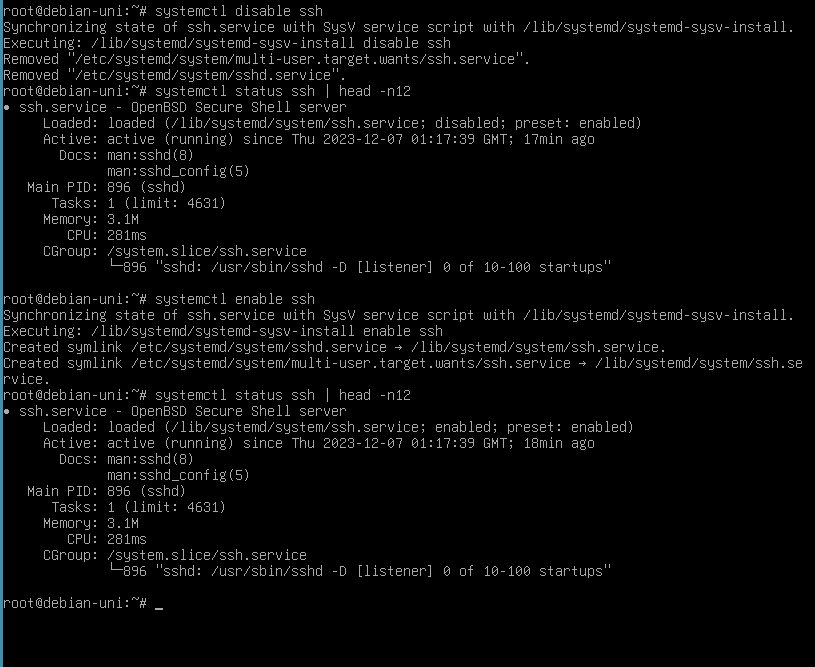 root@debian-uni:~# systemctl disable ssh
Synchronizing state of ssh.service with SysV service script with /lib/systemd/systemd-sysv-install.
Executing: /lib/systemd/systemd-sysv-install disable ssh
Removed "/etc/systemd/system/multi-user.target.wants/ssh.service".
Removed "/etc/systemd/system/sshd.service".
root@debian-uni:~# systemctl status ssh | head -n12
● ssh.service - OpenBSD Secure Shell server
     Loaded: loaded (/lib/systemd/system/ssh.service; disabled; preset: enabled)
     Active: active (running) since Thu 2023-12-07 01:17:39 GMT; 17min ago
       Docs: man:sshd(8)
             man:sshd_config(5)
   Main PID: 896 (sshd)
      Tasks: 1 (limit: 4631)
     Memory: 3.1M
        CPU: 281ms
     CGroup: /system.slice/ssh.service
             └─896 "sshd: /usr/sbin/sshd -D [listener] 0 of 10-100 startups"
root@debian-uni:~# systemctl enable ssh
Synchronizing state of ssh.service with SysV service script with /lib/systemd/systemd-sysv-install.
Executing: /lib/systemd/systemd-sysv-install enable ssh
Created symlink /etc/systemd/system/sshd.service → /lib/systemd/system/ssh.service.
Created symlink /etc/systemd/system/multi-user.target.wants/ssh.service → /lib/systemd/system/ssh.se
rvice.
root@debian-uni:~# systemctl status ssh | head -n12
● ssh.service - OpenBSD Secure Shell server
     Loaded: loaded (/lib/systemd/system/ssh.service; enabled; preset: enabled)
     Active: active (running) since Thu 2023-12-07 01:17:39 GMT; 18min ago
       Docs: man:sshd(8)
             man:sshd_config(5)
   Main PID: 896 (sshd)
      Tasks: 1 (limit: 4631)
     Memory: 3.1M
        CPU: 281ms
     CGroup: /system.slice/ssh.service
             └─896 "sshd: /usr/sbin/sshd -D [listener] 0 of 10-100 startups"
root@debian-uni:~# _